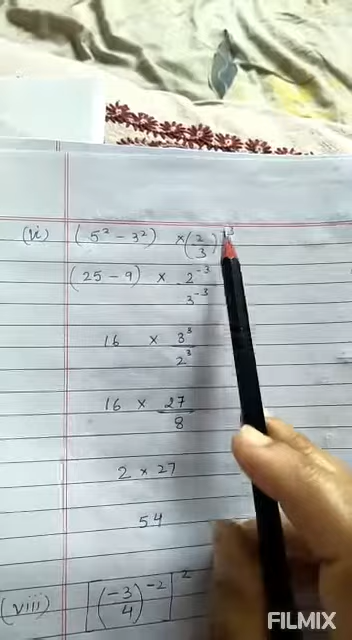 (vi) (5² - 3²) × (2/3)⁻³
(25 - 9) × 2⁻³/3⁻³
16 × 3³/2³
16 × 27/8
2 × 27
54
(viii) [(-3/4)⁻²]²
FILMIX